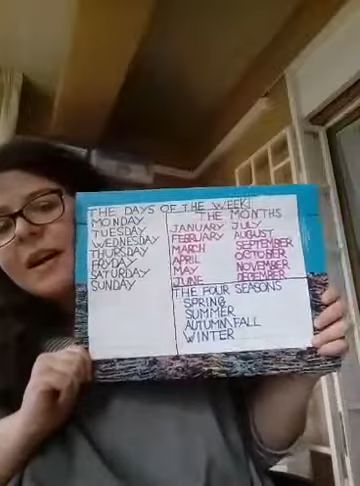 THE DAYS OF THE WEEK!
MONDAY
TUESDAY
WEDNESDAY
THURSDAY
FRIDAY
SATURDAY
SUNDAY
THE MONTHS
JANUARY JULY
FEBRUARY AUGUST
MARCH SEPTEMBER
APRIL OCTOBER
MAY NOVEMBER
JUNE DECEMBER
THE FOUR SEASONS
SPRING
SUMMER
AUTUMN/FALL
WINTER